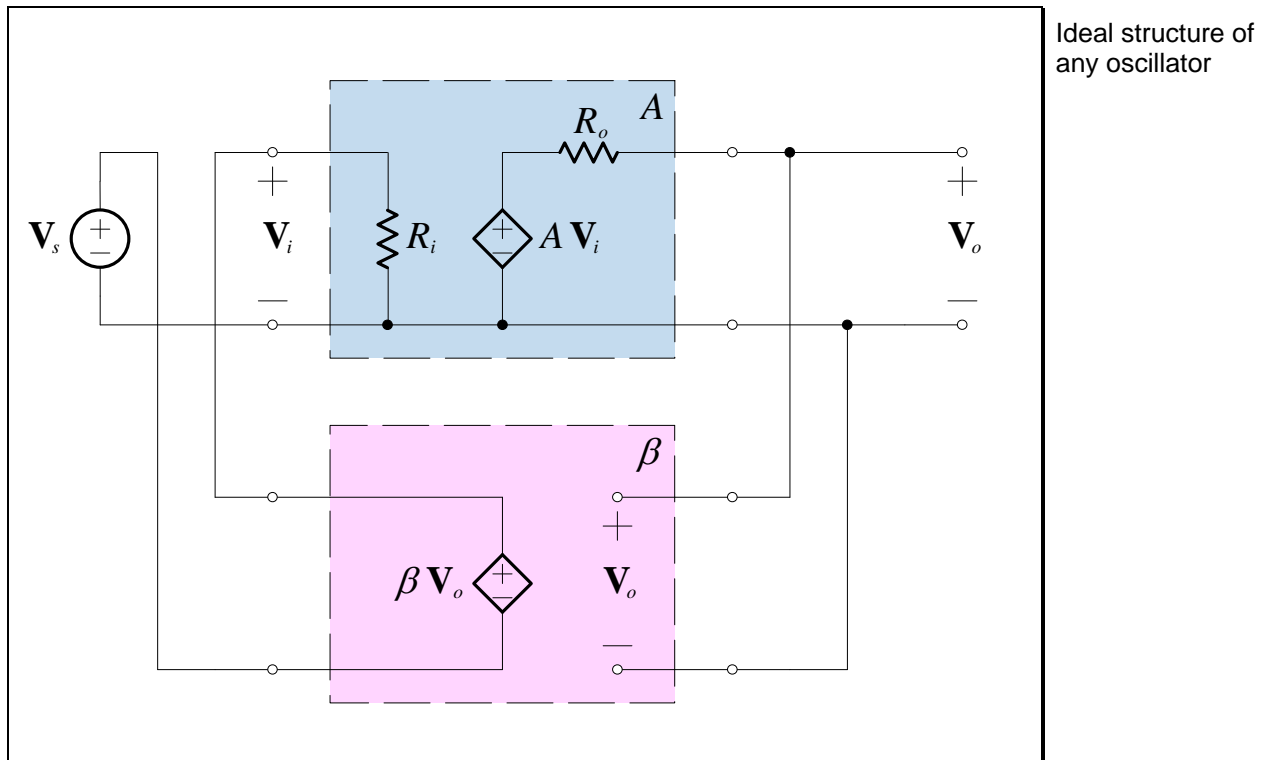 Ideal structure of
any oscillator
A
R_o
+
+
V_s
+
−
V_i
R_i
+
−
A V_i
V_o
−
−
β
+
β V_o
+
−
V_o
−